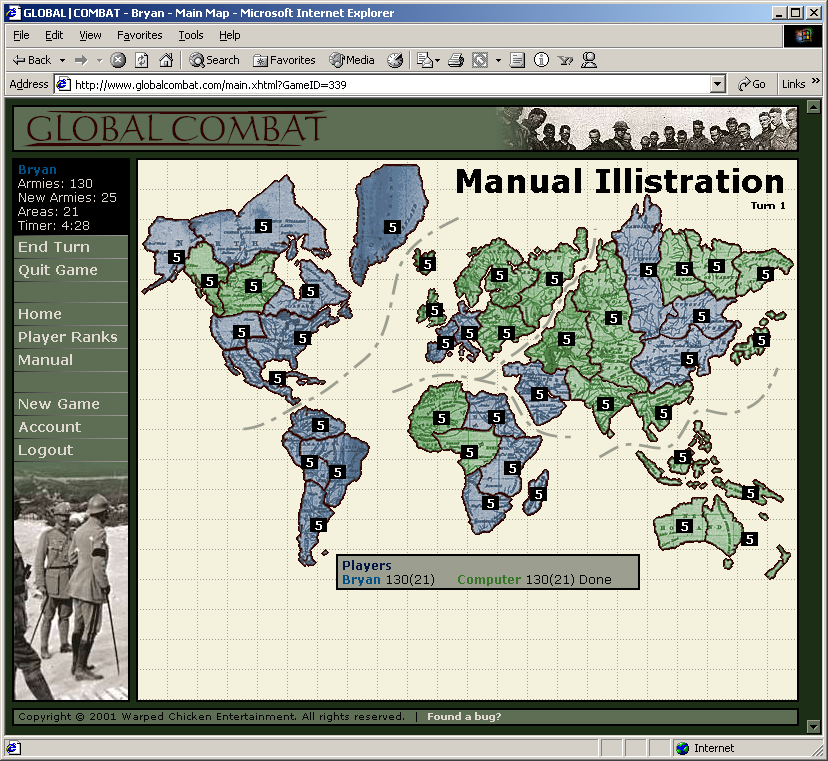 GLOBAL|COMBAT - Bryan - Main Map - Microsoft Internet Explorer
File Edit View Favorites Tools Help
Back Search Favorites Media
Address http://www.globalcombat.com/main.xhtml?GameID=339 Go Links »
GLOBAL COMBAT
Bryan
Armies: 130
New Armies: 25
Areas: 21
Timer: 4:28
End Turn
Quit Game
Home
Player Ranks
Manual
New Game
Account
Logout
Manual Illistration
Turn 1
5 5 5 5 5 5 5
5 5 5
5 5 5 5 5 5 5
5 5 5 5 5
5 5 5 5 5 5
5 5 5 5 5
5 5 5 5 5
5 5 5 5
Players
Bryan 130(21) Computer 130(21) Done
Copyright © 2001 Warped Chicken Entertainment. All rights reserved. | Found a bug?
Internet